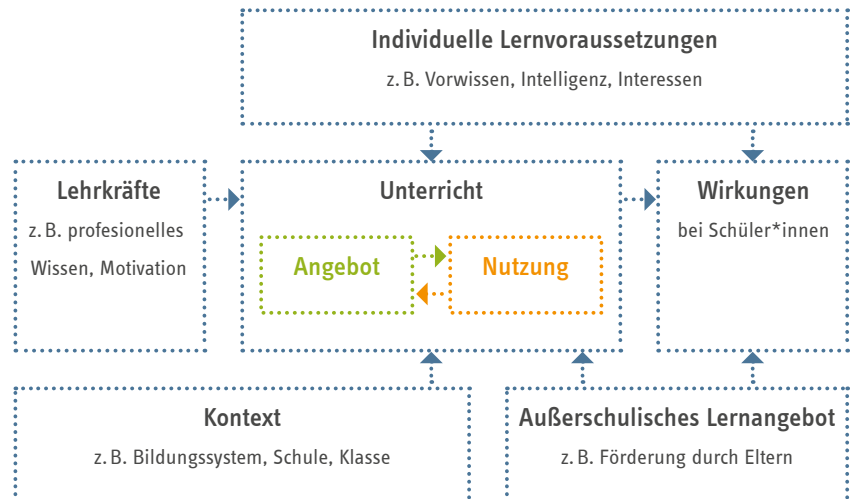 Individuelle Lernvoraussetzungen
z. B. Vorwissen, Intelligenz, Interessen
Lehrkräfte
z. B. profesionelles
Wissen, Motivation
Unterricht
Angebot
Nutzung
Wirkungen
bei Schüler*innen
Kontext
z. B. Bildungssystem, Schule, Klasse
Außerschulisches Lernangebot
z. B. Förderung durch Eltern